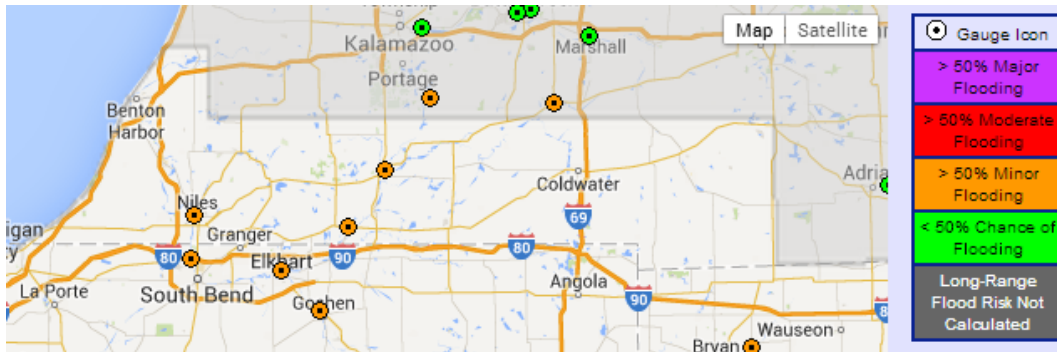 Township
Kalamazoo
Marshall
Map
Satellite
Portage
Benton
Harbor
Coldwater
Adria
Niles
igan
y
Granger
69
80
80
90
Elkhart
La Porte
South Bend
Angola
90
8
Goshen
Wauseon
Bryan
Gauge Icon
> 50% Major
Flooding
> 50% Moderate
Flooding
> 50% Minor
Flooding
< 50% Chance of
Flooding
Long-Range
Flood Risk Not
Calculated